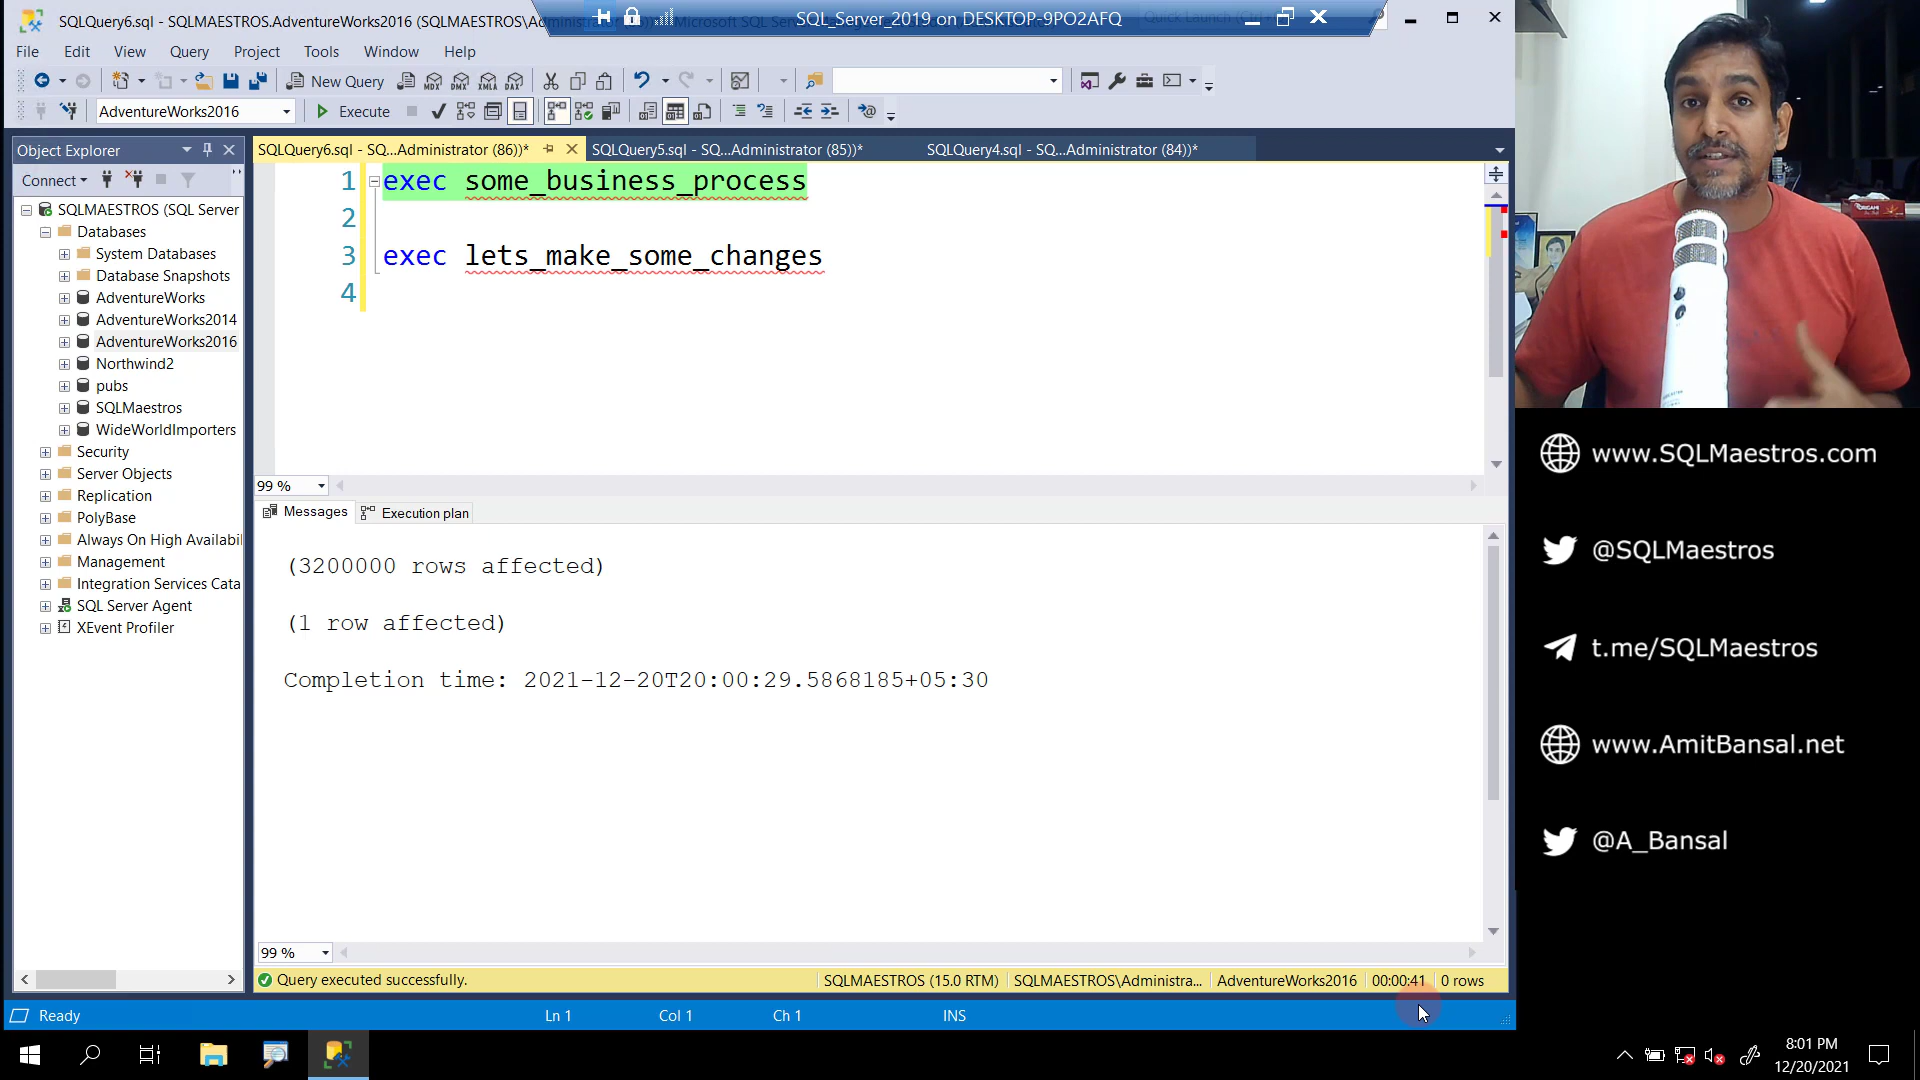 SQLQuery6.sql - SQLMAESTROS.AdventureWorks2016 (SQLMAESTROS\Adm
SQL_Server_2019 on DESKTOP-9PO2AFQ
File Edit View Query Project Tools Window Help
New Query
MDX DMX XMLA DAX
AdventureWorks2016
Execute
Object Explorer
Connect
SQLMAESTROS (SQL Server
Databases
System Databases
Database Snapshots
AdventureWorks
AdventureWorks2014
AdventureWorks2016
Northwind2
pubs
SQLMaestros
WideWorldImporters
Security
Server Objects
Replication
PolyBase
Always On High Availabil
Management
Integration Services Cata
SQL Server Agent
XEvent Profiler
SQLQuery6.sql - SQ...Administrator (86))*
SQLQuery5.sql - SQ...Administrator (85))*
SQLQuery4.sql - SQ...Administrator (84))*
1 exec some_business_process
2
3 exec lets_make_some_changes
4
99 %
Messages Execution plan
(3200000 rows affected)
(1 row affected)
Completion time: 2021-12-20T20:00:29.5868185+05:30
99 %
Query executed successfully.
SQLMAESTROS (15.0 RTM) SQLMAESTROS\Administra... AdventureWorks2016 00:00:41 0 rows
Ready Ln 1 Col 1 Ch 1 INS
8:01 PM
12/20/2021
www.SQLMaestros.com
@SQLMaestros
t.me/SQLMaestros
www.AmitBansal.net
@A_Bansal